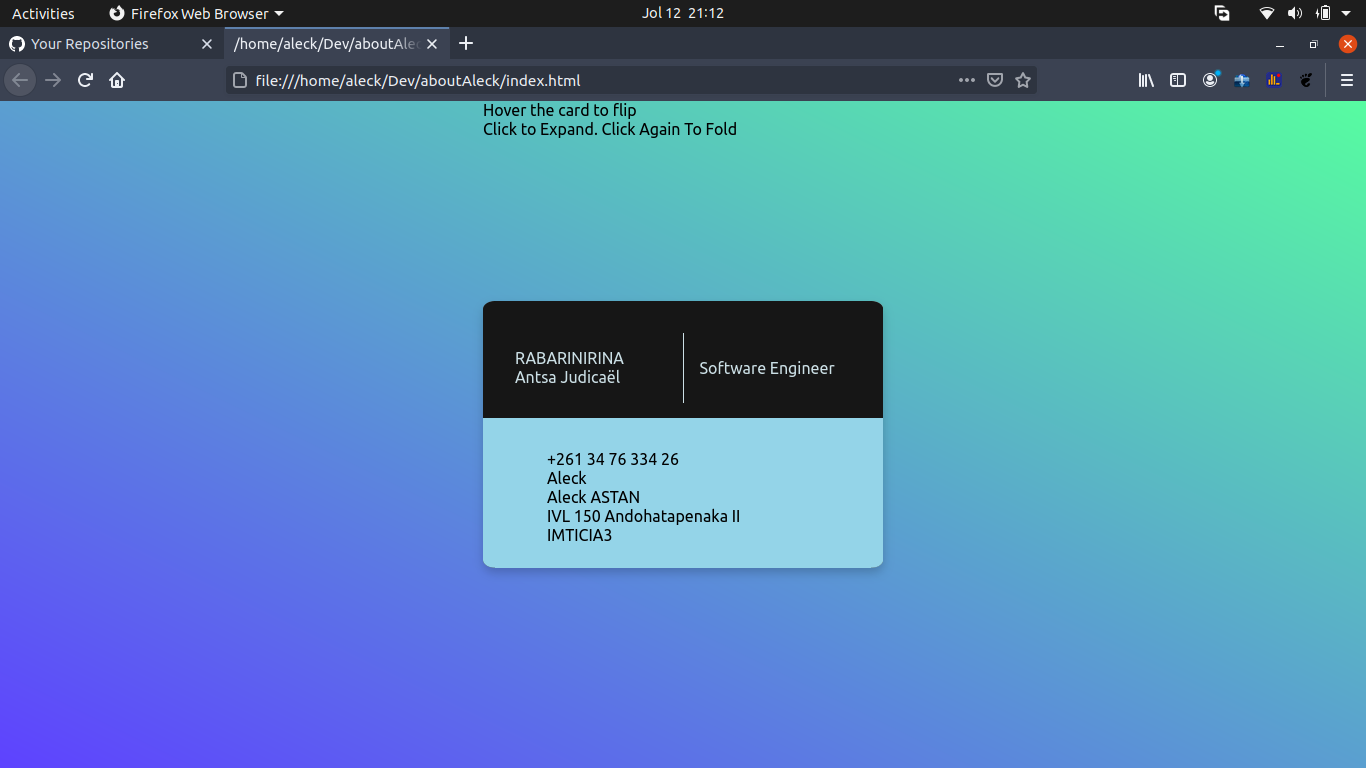 Activities
Firefox Web Browser
Jol 12 21:12
Your Repositories
/home/aleck/Dev/aboutAlec
file:///home/aleck/Dev/aboutAleck/index.html
Hover the card to flip
Click to Expand. Click Again To Fold
RABARINIRINA
Antsa Judicaël
Software Engineer
+261 34 76 334 26
Aleck
Aleck ASTAN
IVL 150 Andohatapenaka II
IMTICIA3